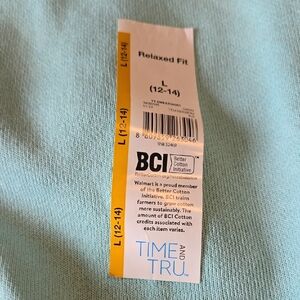 Relaxed Fit
L
(12-14)
L (12-14)
L (12-14)
L (12-14)
BCI
Better
Cotton
Initiative
Walmart is a proud member
of the Better Cotton
Initiative. BCI trains
farmers to grow cotton
more sustainably. The
amount of BCI Cotton
credits associated with
each item varies.
TIME AND
TRU™